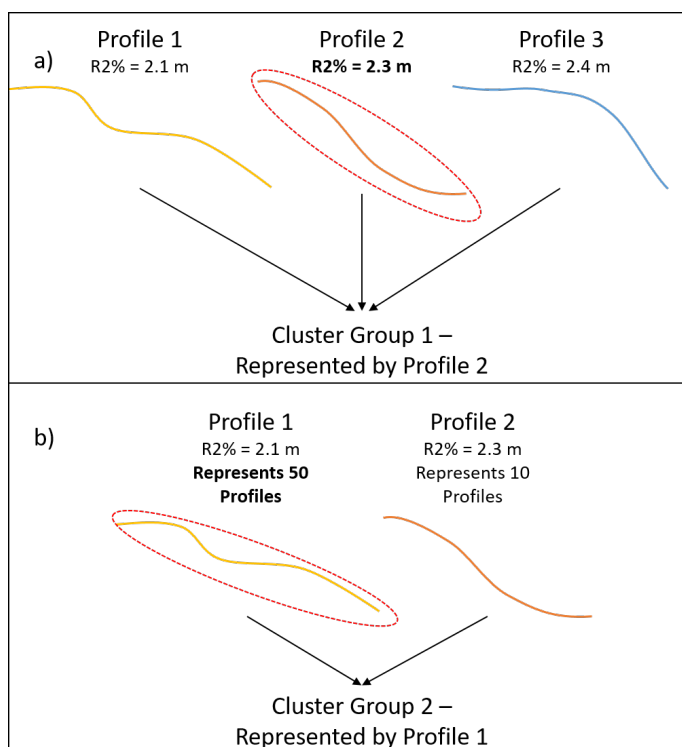 a)
Profile 1
R2% = 2.1 m
Profile 2
R2% = 2.3 m
Profile 3
R2% = 2.4 m
Cluster Group 1 –
Represented by Profile 2
b)
Profile 1
R2% = 2.1 m
Represents 50
Profiles
Profile 2
R2% = 2.3 m
Represents 10
Profiles
Cluster Group 2 –
Represented by Profile 1